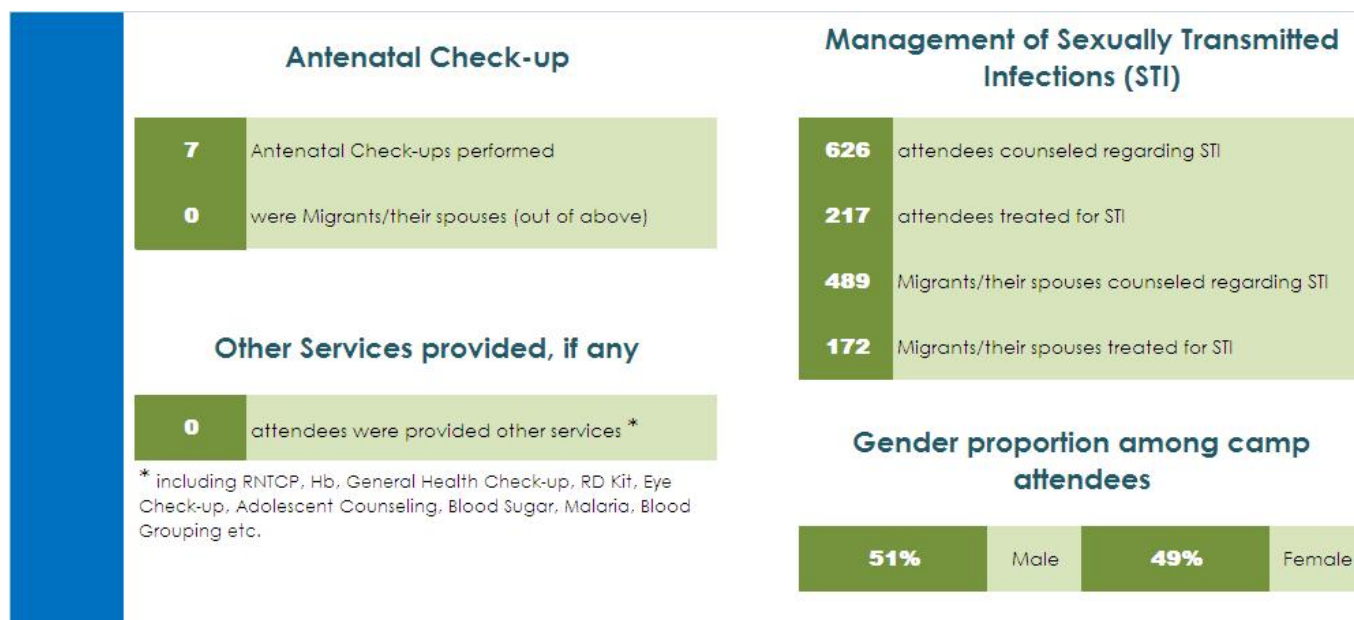 Antenatal Check-up
7 Antenatal Check-ups performed
0 were Migrants/their spouses (out of above)
Other Services provided, if any
0 attendees were provided other services *
* including RNTCP, Hb, General Health Check-up, RD Kit, Eye
Check-up, Adolescent Counseling, Blood Sugar, Malaria, Blood
Grouping etc.
Management of Sexually Transmitted
Infections (STI)
626 attendees counseled regarding STI
217 attendees treated for STI
489 Migrants/their spouses counseled regarding STI
172 Migrants/their spouses treated for STI
Gender proportion among camp
attendees
51% Male 49% Female